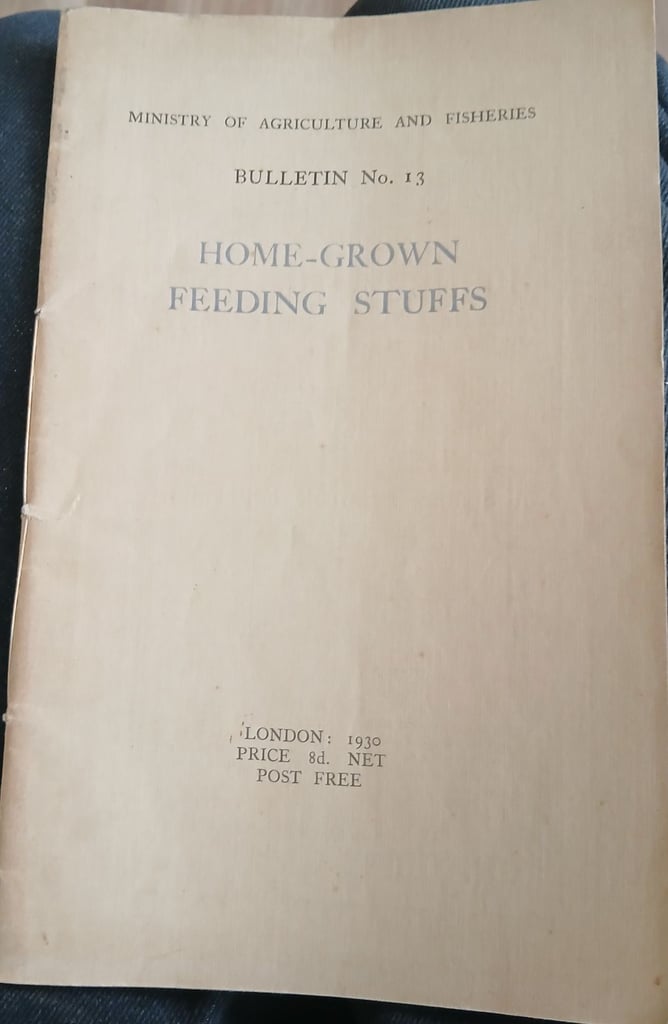 MINISTRY OF AGRICULTURE AND FISHERIES
BULLETIN No. 13
HOME-GROWN
FEEDING STUFFS
LONDON: 1930
PRICE 8d. NET
POST FREE